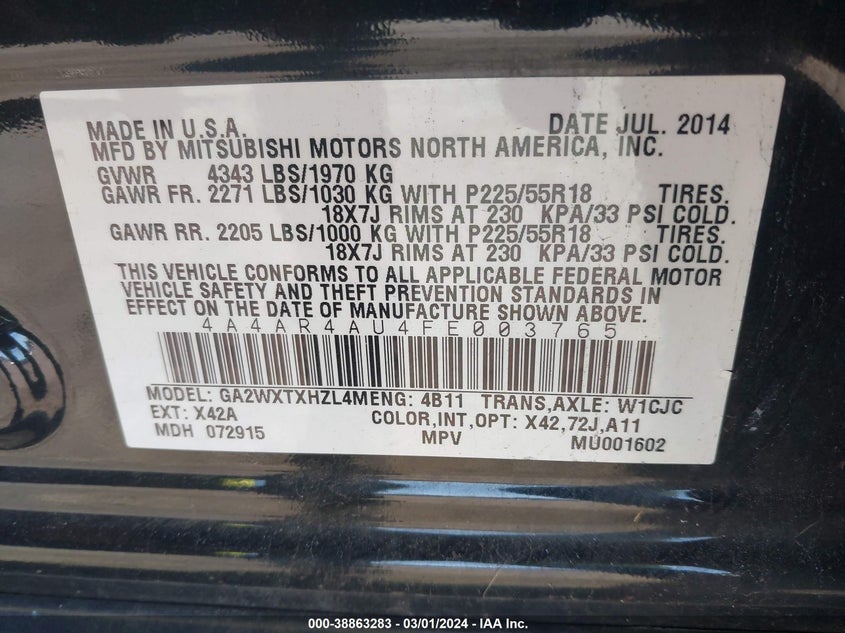 MADE IN U.S.A. DATE JUL. 2014
MFD BY MITSUBISHI MOTORS NORTH AMERICA, INC.
GVWR 4343 LBS/1970 KG
GAWR FR. 2271 LBS/1030 KG WITH P225/55R18 TIRES.
18X7J RIMS AT 230 KPA/33 PSI COLD.
GAWR RR. 2205 LBS/1000 KG WITH P225/55R18 TIRES.
18X7J RIMS AT 230 KPA/33 PSI COLD.
THIS VEHICLE CONFORMS TO ALL APPLICABLE FEDERAL MOTOR
VEHICLE SAFETY AND THEFT PREVENTION STANDARDS IN
EFFECT ON THE DATE OF MANUFACTURE SHOWN ABOVE.
4A4AR4AU4FE003765
MODEL: GA2WXTXHZL4MENG: 4B11 TRANS,AXLE: W1CJC
EXT: X42A COLOR,INT,OPT: X42,72J,A11
MDH 072915 MPV MU001602
000-38863283 / 03/01/2024 - IAA Inc.